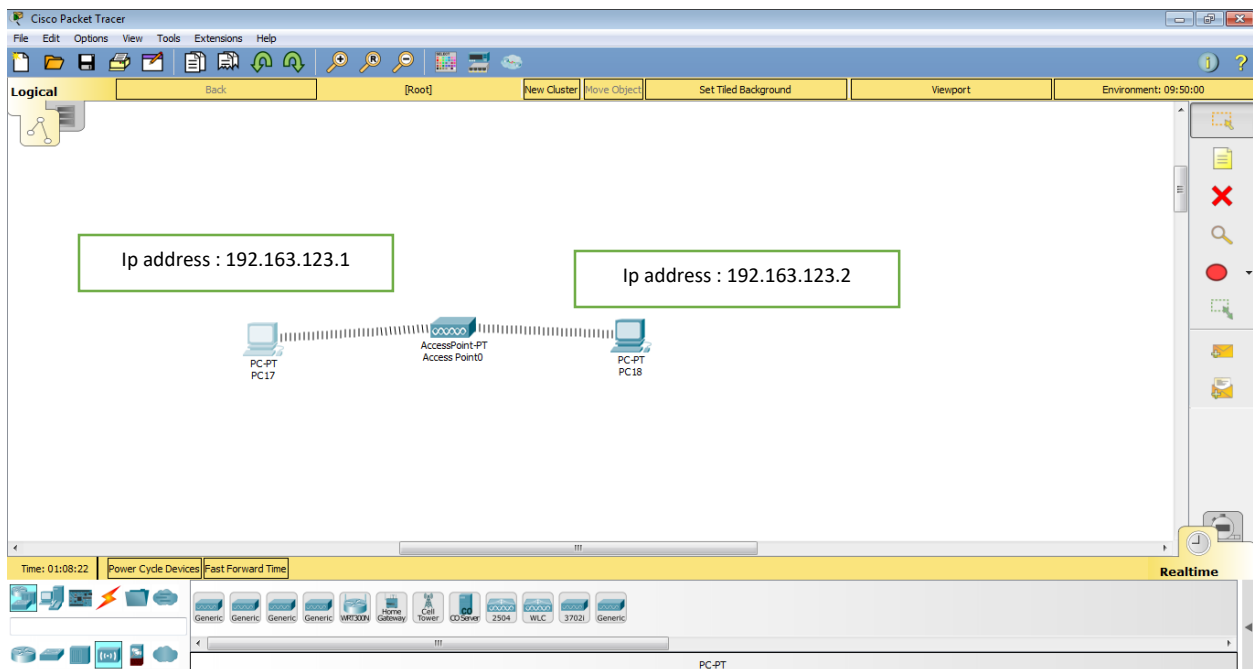 Cisco Packet Tracer
File Edit Options View Tools Extensions Help
Logical Back [Root] New Cluster Move Object Set Tiled Background Viewport Environment: 09:50:00
Ip address : 192.163.123.1
Ip address : 192.163.123.2
AccessPoint-PT
Access Point0
PC-PT
PC17
PC-PT
PC18
Time: 01:08:22 Power Cycle Devices Fast Forward Time Realtime
Generic Generic Generic Generic WRT300N Home Gateway Cell Tower CO Server 2504 WLC 3702i Generic
PC-PT